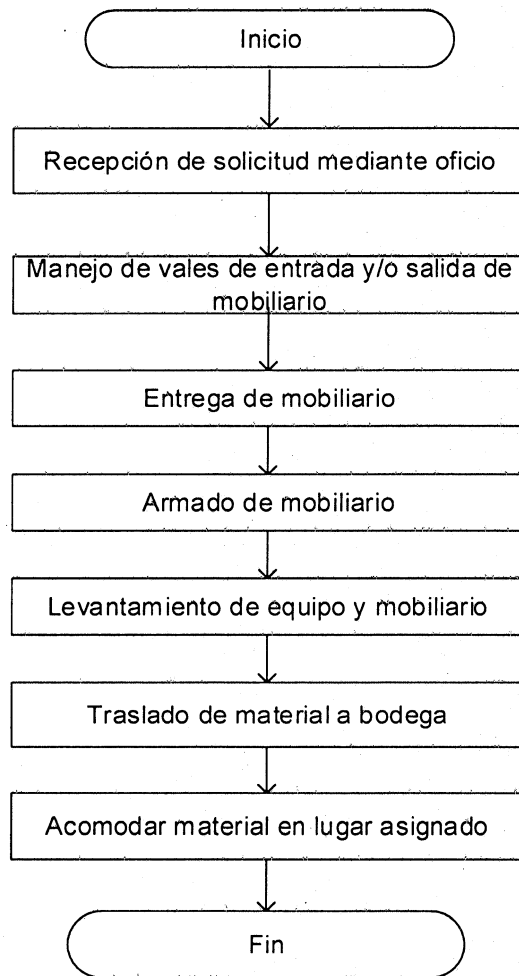 Inicio
Recepción de solicitud mediante oficio
Manejo de vales de entrada y/o salida de
mobiliario
Entrega de mobiliario
Armado de mobiliario
Levantamiento de equipo y mobiliario
Traslado de material a bodega
Acomodar material en lugar asignado
Fin